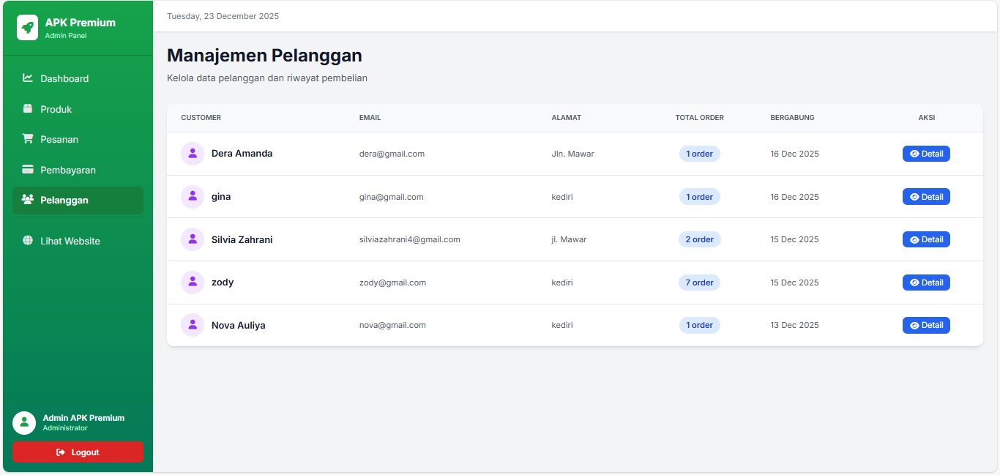 APK Premium
Admin Panel
Dashboard
Produk
Pesanan
Pembayaran
Pelanggan
Lihat Website
Admin APK Premium
Administrator
Logout
Tuesday, 23 December 2025
Manajemen Pelanggan
Kelola data pelanggan dan riwayat pembelian
CUSTOMER EMAIL ALAMAT TOTAL ORDER BERGABUNG AKSI
Dera Amanda dera@gmail.com Jln. Mawar 1 order 16 Dec 2025 Detail
gina gina@gmail.com kediri 1 order 16 Dec 2025 Detail
Silvia Zahrani silviazahrani4@gmail.com jl. Mawar 2 order 15 Dec 2025 Detail
zody zody@gmail.com kediri 7 order 15 Dec 2025 Detail
Nova Auliya nova@gmail.com kediri 1 order 13 Dec 2025 Detail